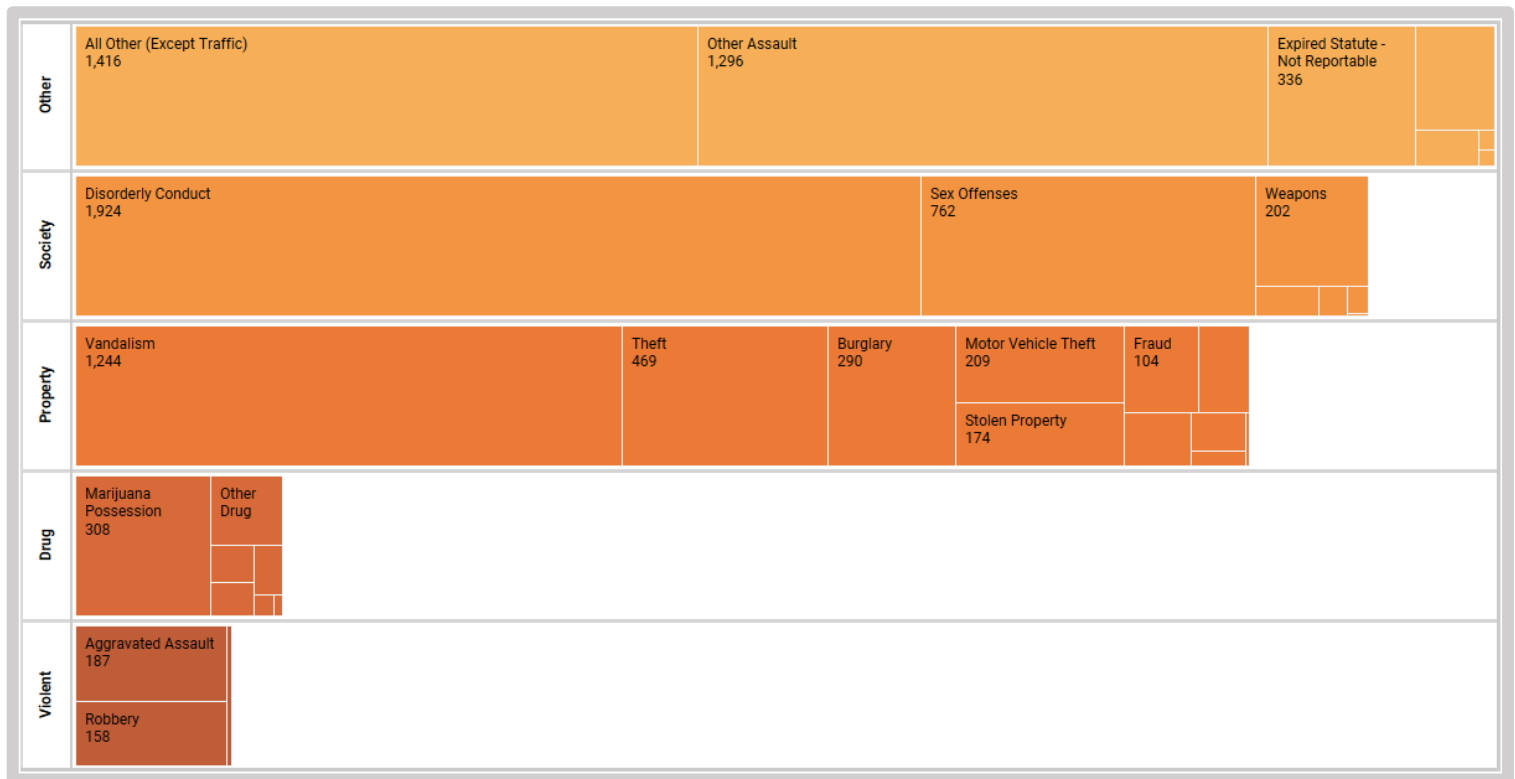 Other
All Other (Except Traffic)
1,416
Other Assault
1,296
Expired Statute -
Not Reportable
336
Society
Disorderly Conduct
1,924
Sex Offenses
762
Weapons
202
Property
Vandalism
1,244
Theft
469
Burglary
290
Motor Vehicle Theft
209
Stolen Property
174
Fraud
104
Drug
Marijuana
Possession
308
Other
Drug
Violent
Aggravated Assault
187
Robbery
158